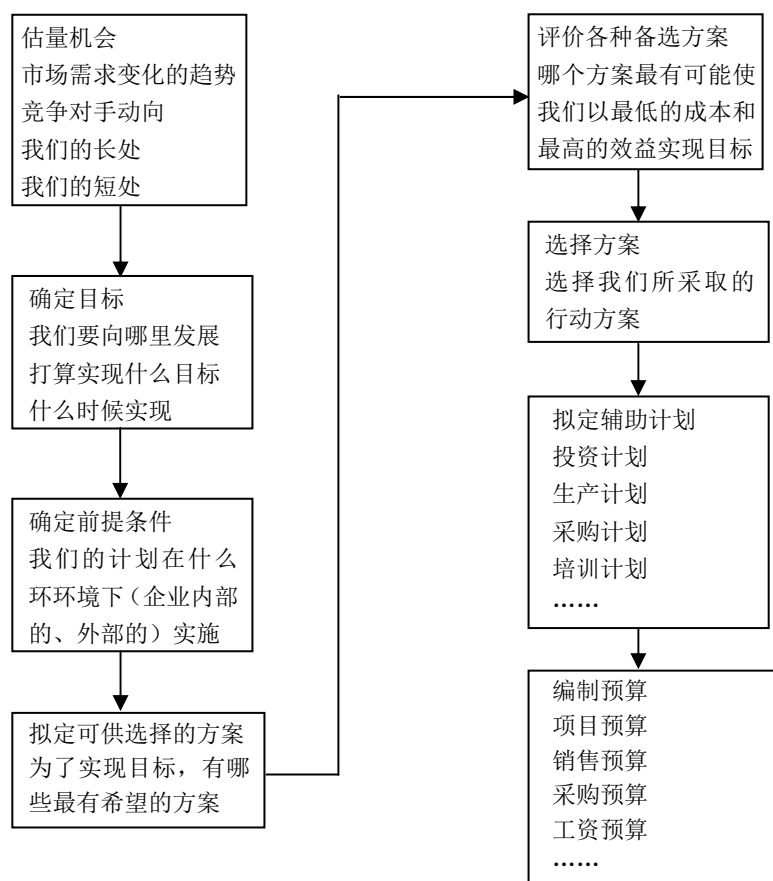 估量机会
市场需求变化的趋势
竞争对手动向
我们的长处
我们的短处
确定目标
我们要向哪里发展
打算实现什么目标
什么时候实现
确定前提条件
我们的计划在什么
环环境下（企业内部
的、外部的）实施
拟定可供选择的方案
为了实现目标，有哪
些最有希望的方案
评价各种备选方案
哪个方案最有可能使
我们以最低的成本和
最高的效益实现目标
选择方案
选择我们所采取的
行动方案
拟定辅助计划
投资计划
生产计划
采购计划
培训计划
……
编制预算
项目预算
销售预算
采购预算
工资预算
……